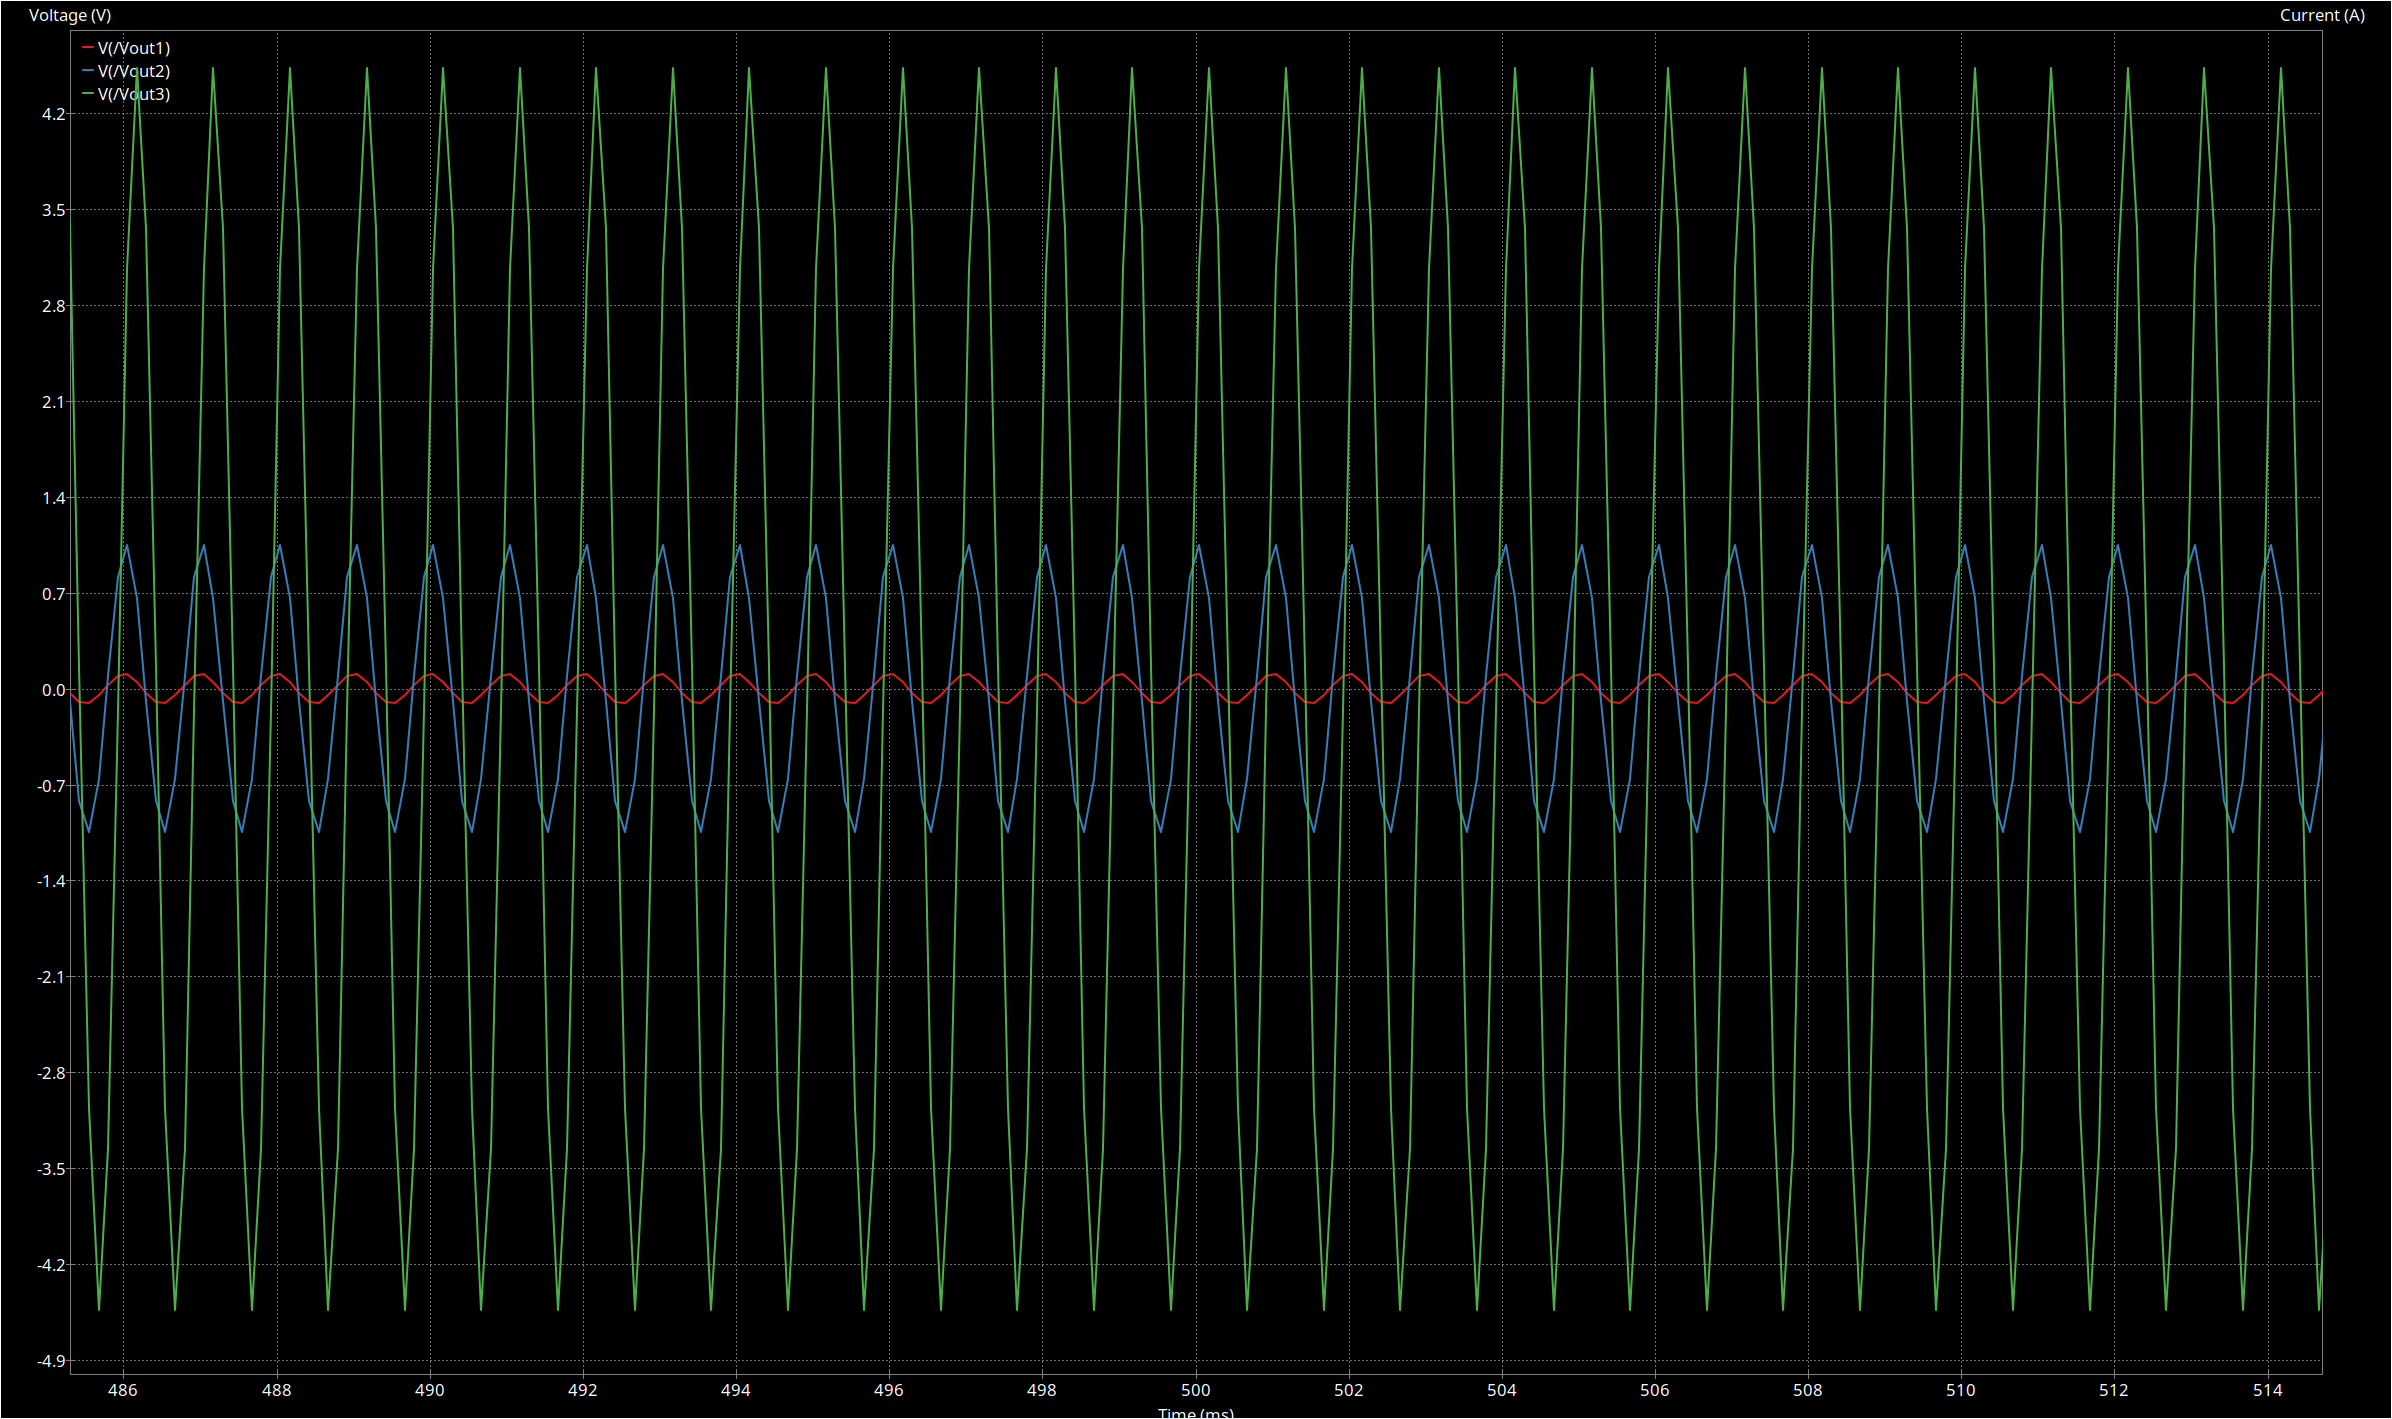 Voltage (V)
Current (A)
V(/Vout1)
V(/Vout2)
V(/Vout3)
4.2
3.5
2.8
2.1
1.4
0.7
0.0
-0.7
-1.4
-2.1
-2.8
-3.5
-4.2
-4.9
486 488 490 492 494 496 498 500 502 504 506 508 510 512 514
Time (ms)